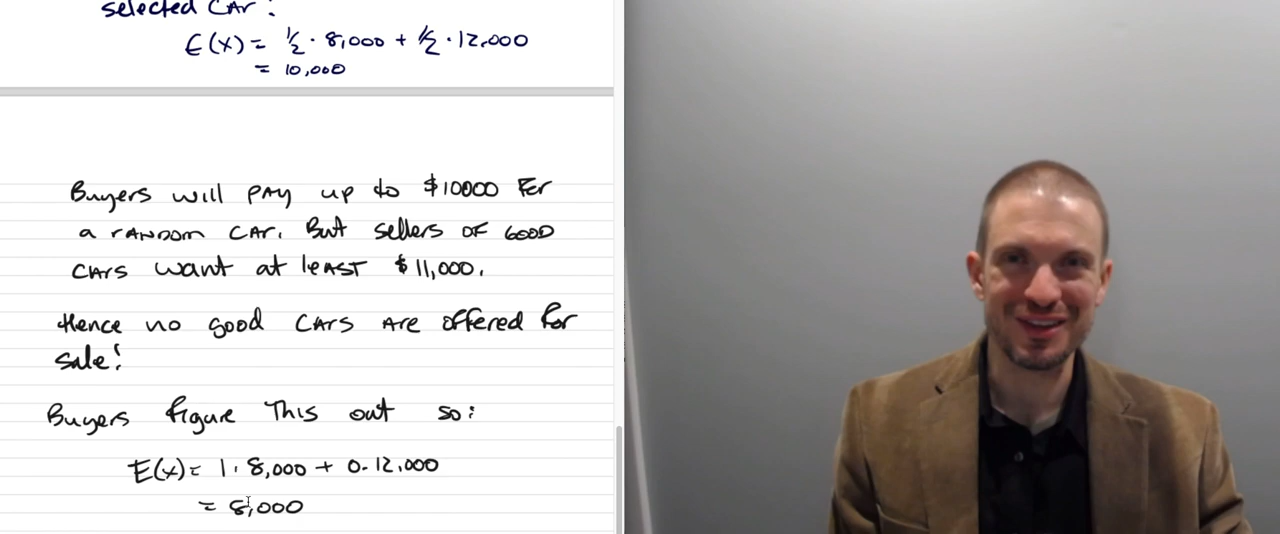 selected CAR:
E(X) = 1/2 · 8,000 + 1/2 · 12,000
= 10,000
Buyers will pay up to $10000 For
a random car. But sellers of good
cars want at least $11,000.
Hence no good cars are offered for
sale!
Buyers figure this out so:
E(X) = 1 · 8,000 + 0 · 12,000
= 8,000